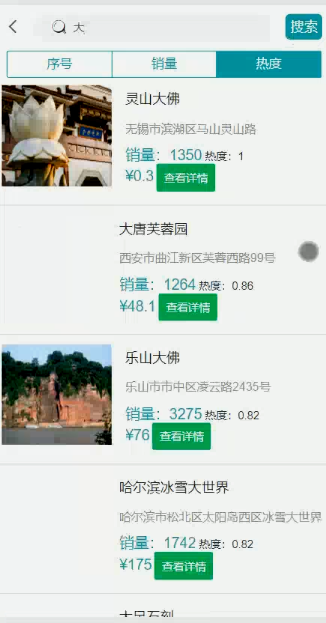 大
搜索
序号 销量 热度
灵山大佛
无锡市滨湖区马山灵山路
销量：1350 热度：1
¥0.3 查看详情
大唐芙蓉园
西安市曲江新区芙蓉西路99号
销量：1264 热度：0.86
¥48.1 查看详情
乐山大佛
乐山市市中区凌云路2435号
销量：3275 热度：0.82
¥76 查看详情
哈尔滨冰雪大世界
哈尔滨市松北区太阳岛西区冰雪大世界
销量：1742 热度：0.82
¥175 查看详情
大足石刻